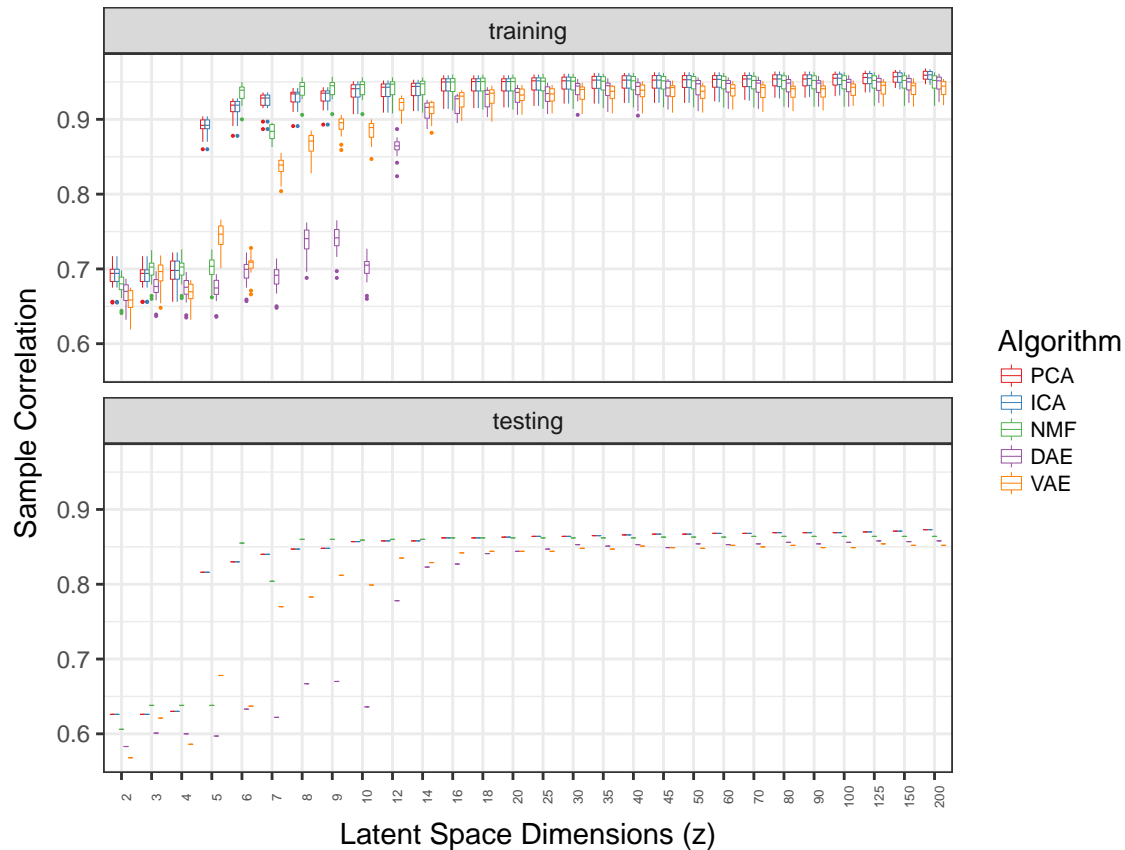 training
0.9
0.8
0.7
0.6
testing
0.9
0.8
0.7
0.6
Sample Correlation
2 3 4 5 6 7 8 9 10 12 14 16 18 20 25 30 35 40 45 50 60 70 80 90 100 125 150 200
Latent Space Dimensions (z)
Algorithm
PCA
ICA
NMF
DAE
VAE